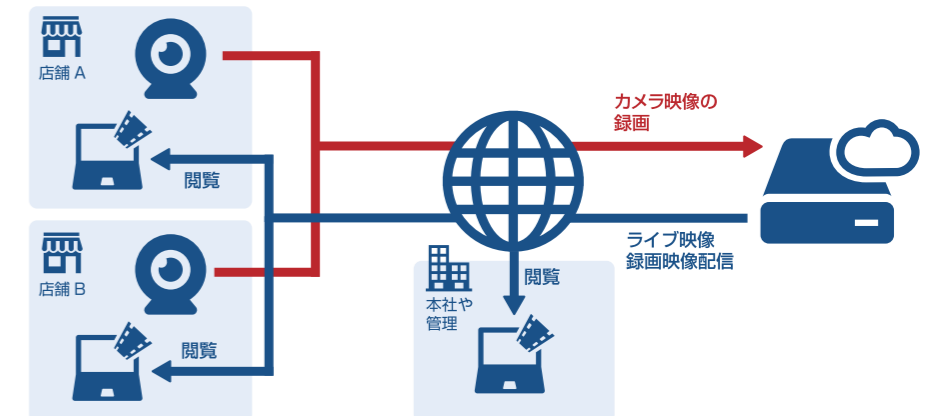 店舗 A
閲覧
店舗 B
閲覧
カメラ映像の
録画
ライブ映像
録画映像配信
本社や
管理
閲覧